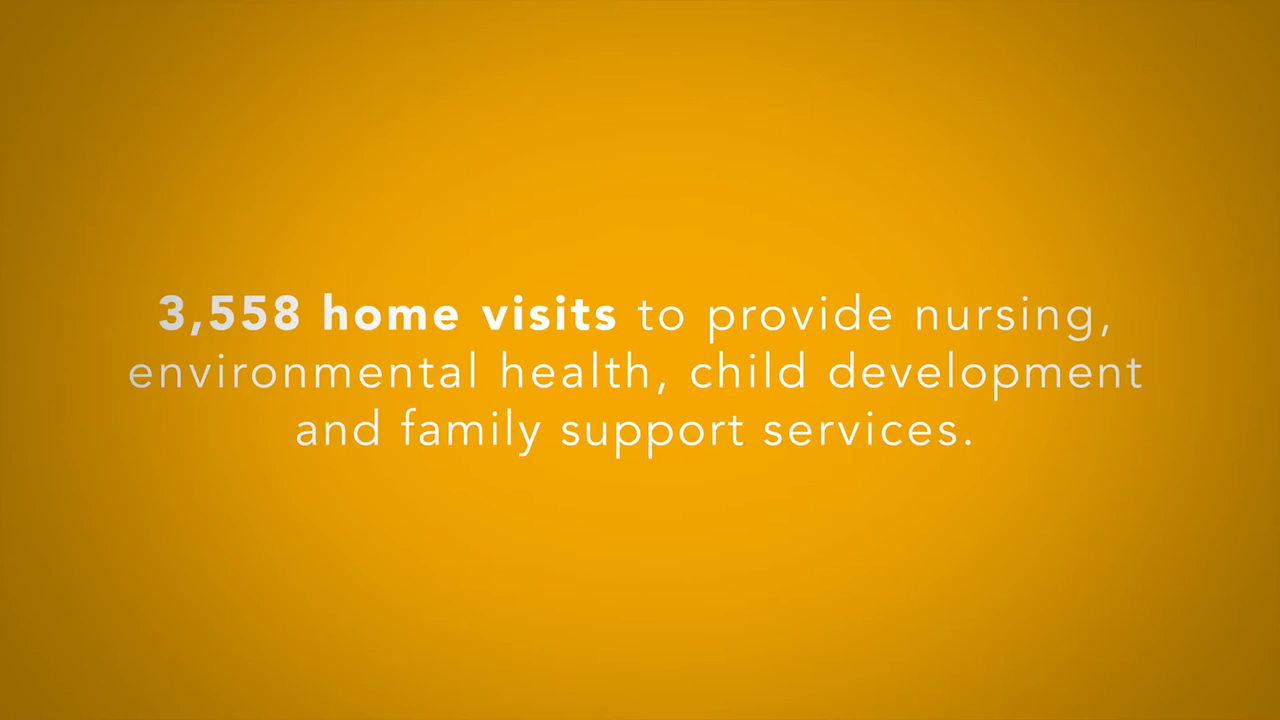 3,558 home visits to provide nursing,
environmental health, child development
and family support services.